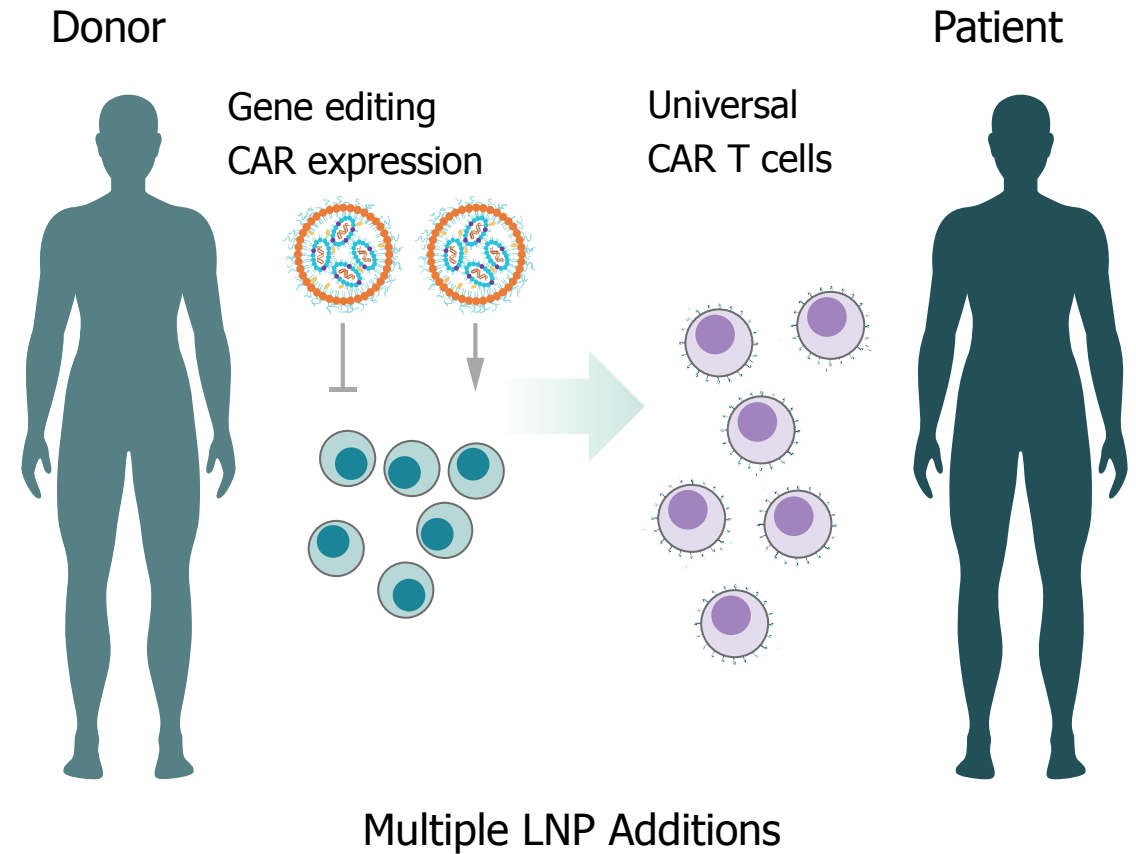 Donor
Patient
Gene editing
CAR expression
Universal
CAR T cells
Multiple LNP Additions